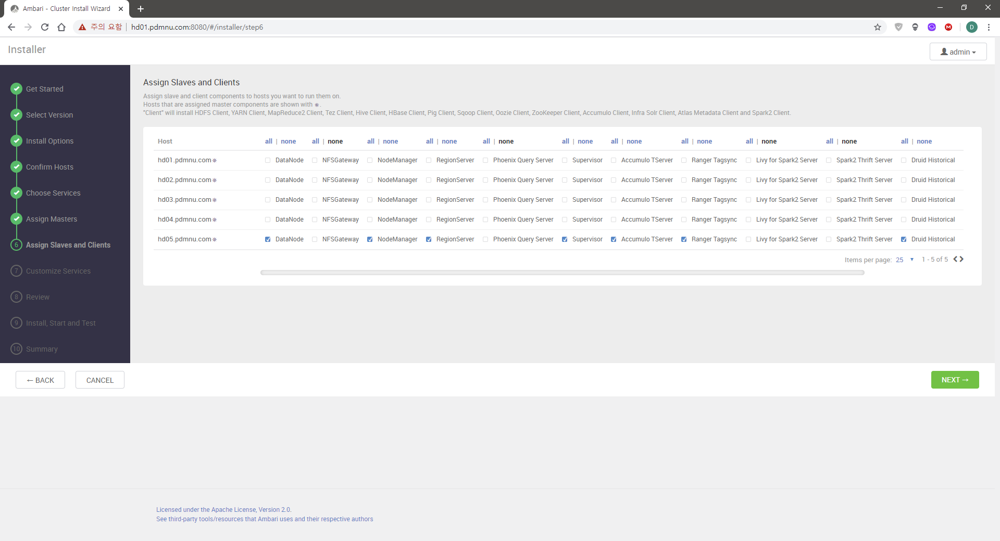 Ambari - Cluster Install Wizard
주의 요함 hd01.pdmnu.com:8080/#/installer/step6
D
Installer
admin
Get Started
Select Version
Install Options
Confirm Hosts
Choose Services
Assign Masters
6 Assign Slaves and Clients
7 Customize Services
8 Review
9 Install, Start and Test
10 Summary
Assign Slaves and Clients
Assign slave and client components to hosts you want to run them on.
Hosts that are assigned master components are shown with ✵.
"Client" will install HDFS Client, YARN Client, MapReduce2 Client, Tez Client, Hive Client, HBase Client, Pig Client, Sqoop Client, Oozie Client, ZooKeeper Client, Accumulo Client, Infra Solr Client, Atlas Metadata Client and Spark2 Client.
Host all | none all | none all | none all | none all | none all | none all | none all | none all | none all | none all | none
hd01.pdmnu.com✵ DataNode NFSGateway NodeManager RegionServer Phoenix Query Server Supervisor Accumulo TServer Ranger Tagsync Livy for Spark2 Server Spark2 Thrift Server Druid Historical
hd02.pdmnu.com✵ DataNode NFSGateway NodeManager RegionServer Phoenix Query Server Supervisor Accumulo TServer Ranger Tagsync Livy for Spark2 Server Spark2 Thrift Server Druid Historical
hd03.pdmnu.com✵ DataNode NFSGateway NodeManager RegionServer Phoenix Query Server Supervisor Accumulo TServer Ranger Tagsync Livy for Spark2 Server Spark2 Thrift Server Druid Historical
hd04.pdmnu.com✵ DataNode NFSGateway NodeManager RegionServer Phoenix Query Server Supervisor Accumulo TServer Ranger Tagsync Livy for Spark2 Server Spark2 Thrift Server Druid Historical
hd05.pdmnu.com✵ DataNode NFSGateway NodeManager RegionServer Phoenix Query Server Supervisor Accumulo TServer Ranger Tagsync Livy for Spark2 Server Spark2 Thrift Server Druid Historical
Items per page: 25 1 - 5 of 5
← BACK
CANCEL
NEXT →
Licensed under the Apache License, Version 2.0.
See third-party tools/resources that Ambari uses and their respective authors